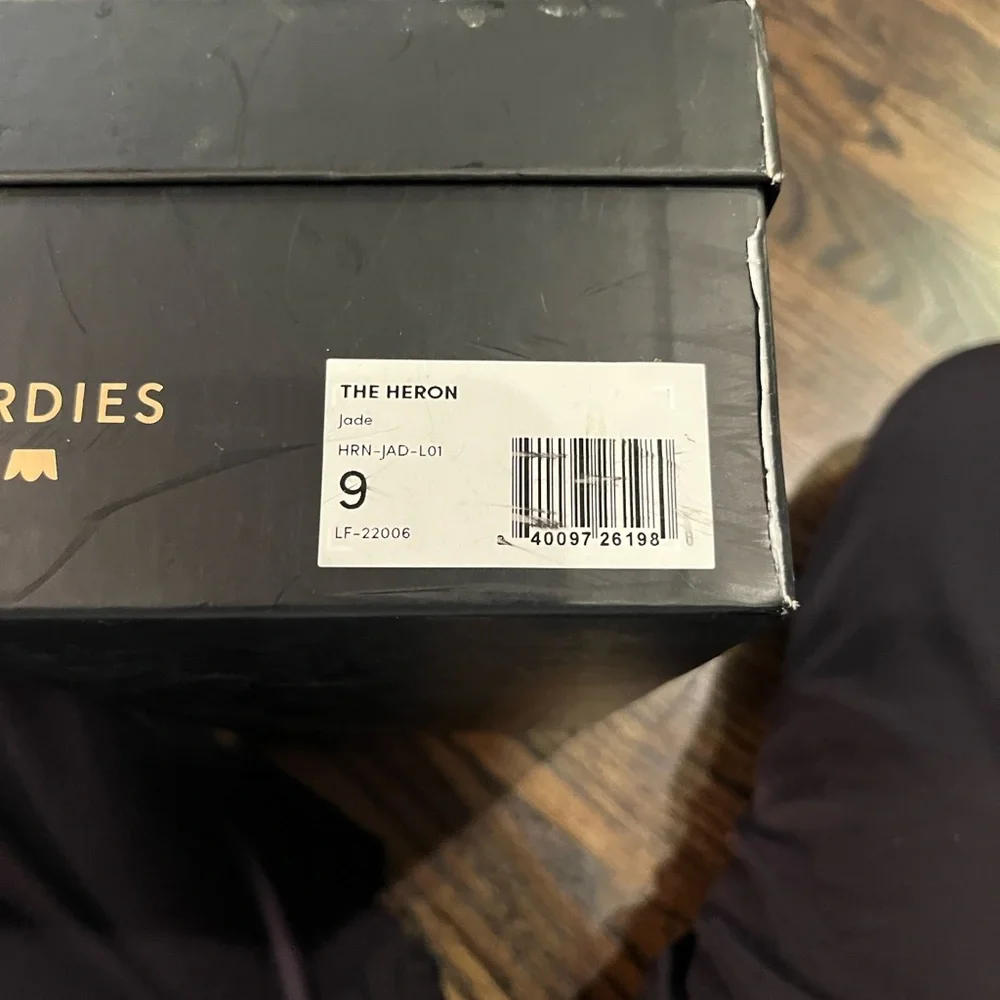 RDIES
THE HERON
Jade
HRN-JAD-L01
9
LF-22006
40097 26198